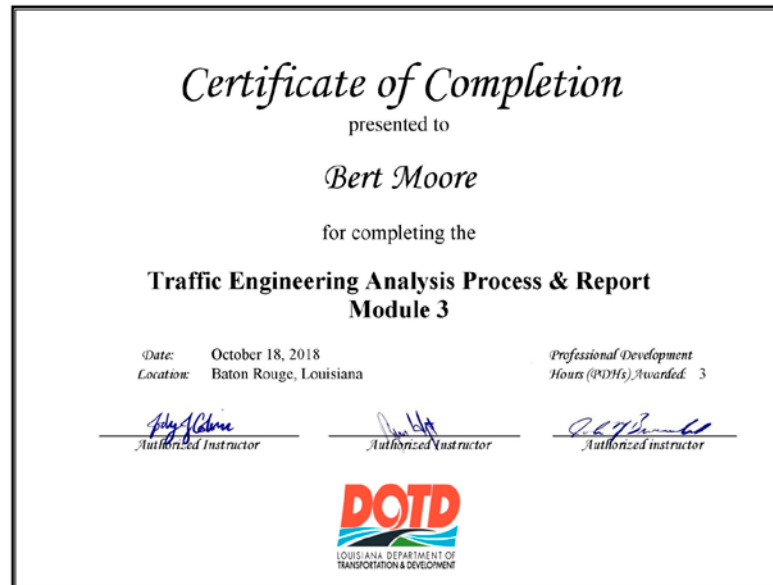 Certificate of Completion
presented to
Bert Moore
for completing the
Traffic Engineering Analysis Process & Report
Module 3
Date: October 18, 2018
Location: Baton Rouge, Louisiana
Professional Development
Hours (PDHs) Awarded: 3
Authorized Instructor
Authorized Instructor
Authorized instructor
DOTD
LOUISIANA DEPARTMENT OF
TRANSPORTATION & DEVELOPMENT